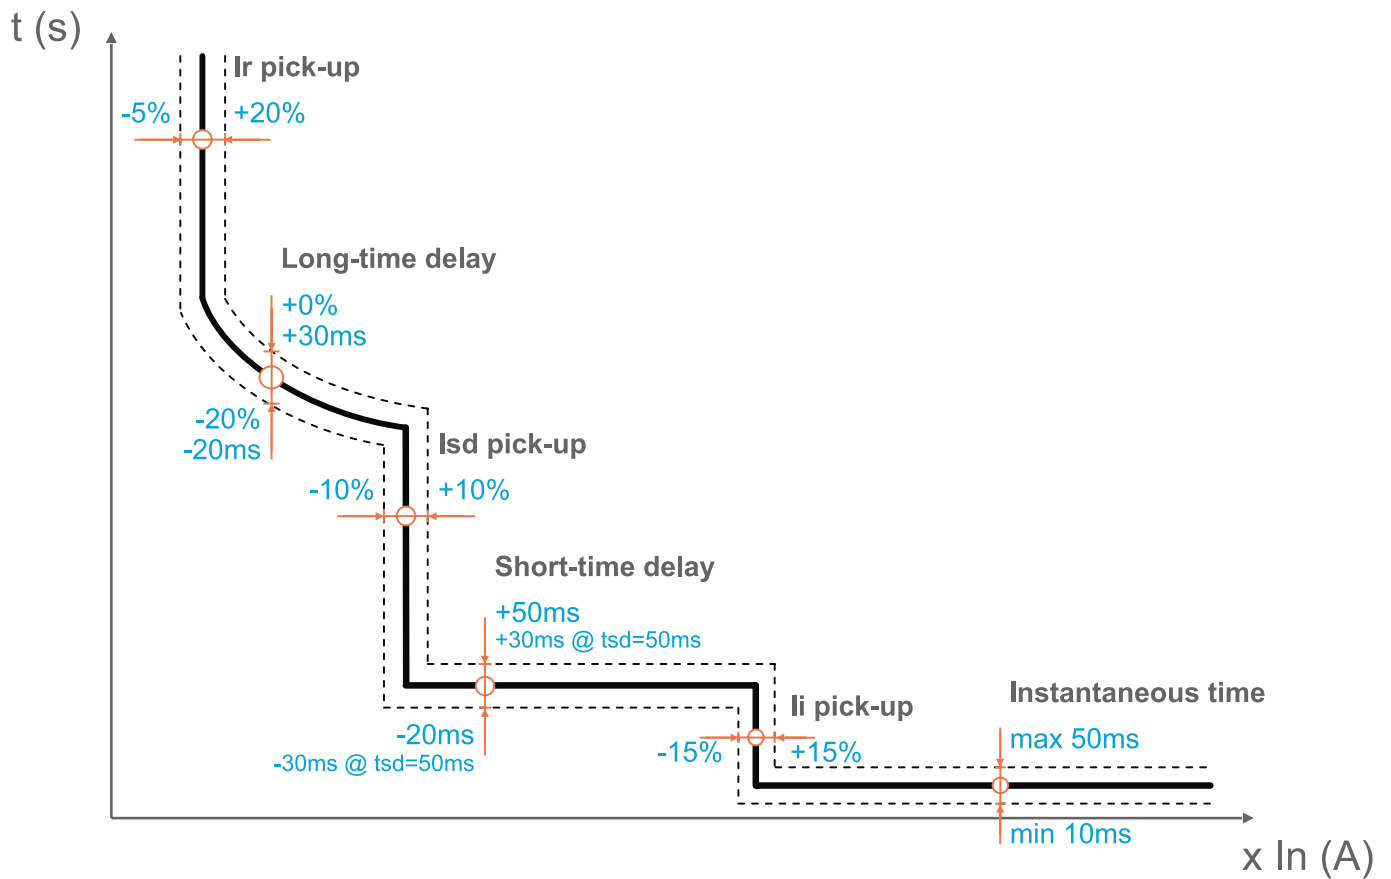 t (s)
Ir pick-up
-5%
+20%
Long-time delay
+0%
+30ms
-20%
-20ms
Isd pick-up
-10%
+10%
Short-time delay
+50ms
+30ms @ tsd=50ms
-20ms
-30ms @ tsd=50ms
Ii pick-up
-15%
+15%
Instantaneous time
max 50ms
min 10ms
x In (A)